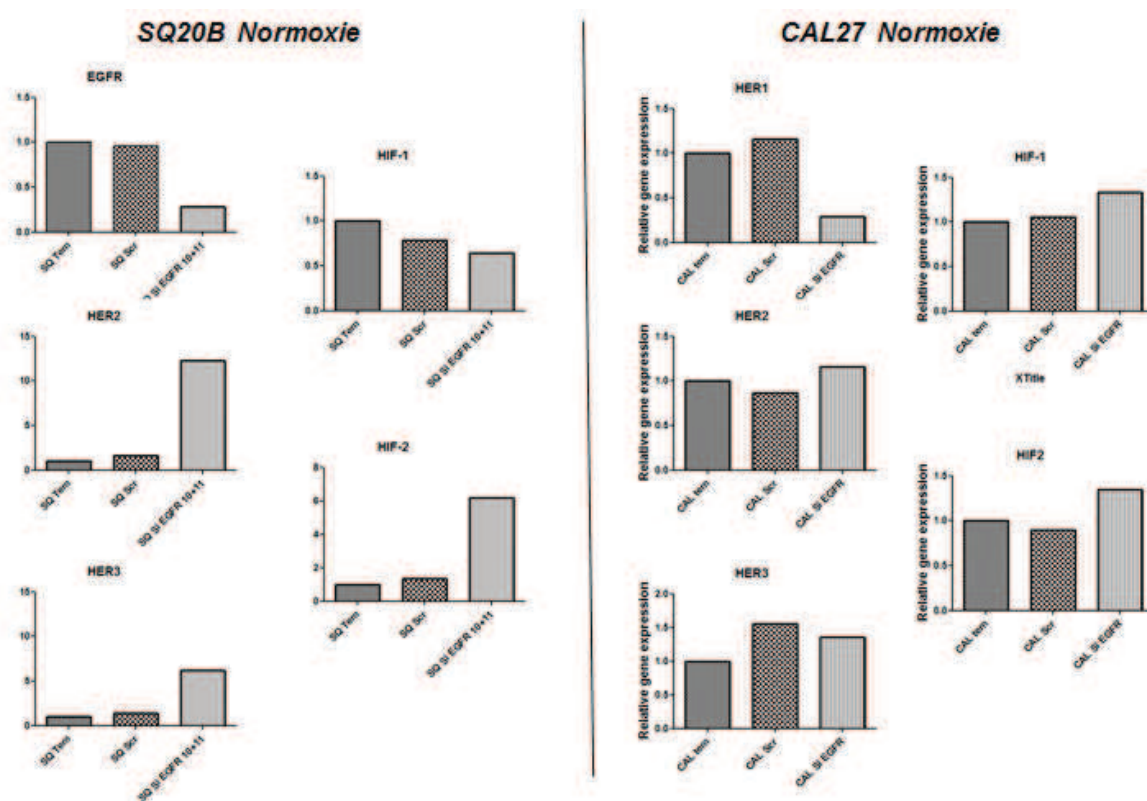 SQ20B Normoxie
EGFR
1.5
1.0
0.5
0.0
SQ Tem
SQ Scr
SI EGFR 10+11
HIF-1
1.5
1.0
0.5
0.0
SQ Tem
SQ Scr
SQ SI EGFR 10+11
HER2
15
10
5
0
SQ Tem
SQ Scr
SQ SI EGFR 10+11
HIF-2
8
6
4
2
0
SQ Tem
SQ Scr
SQ SI EGFR 10+11
HER3
15
10
5
0
SQ Tem
SQ Scr
SQ SI EGFR 10+11
CAL27 Normoxie
HER1
Relative gene expression
1.5
1.0
0.5
0.0
CAL tem
CAL Scr
CAL SI EGFR
HIF-1
Relative gene expression
1.5
1.0
0.5
0.0
CAL tem
CAL Scr
CAL SI EGFR
XTitle
HER2
Relative gene expression
1.5
1.0
0.5
0.0
CAL tem
CAL Scr
CAL SI EGFR
HIF2
Relative gene expression
1.5
1.0
0.5
0.0
CAL tem
CAL Scr
CAL SI EGFR
HER3
Relative gene expression
2.0
1.5
1.0
0.5
0.0
CAL tem
CAL Scr
CAL SI EGFR